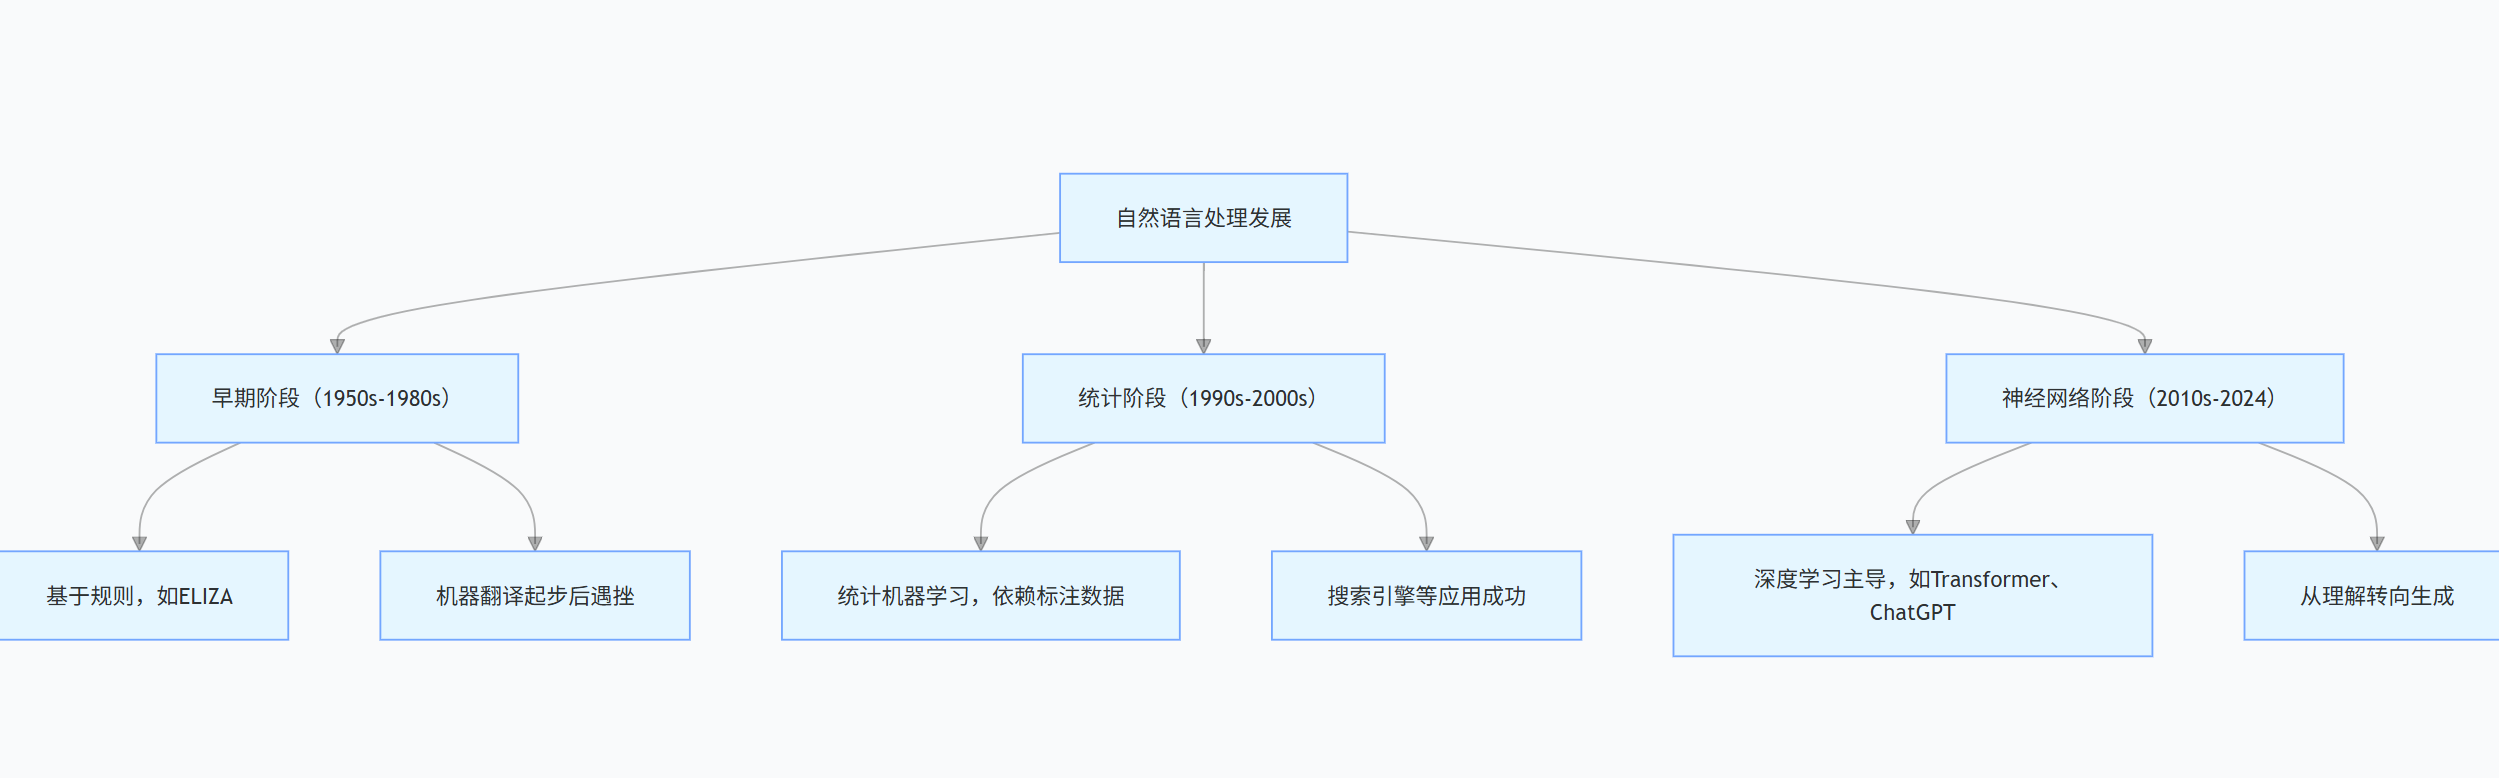 自然语言处理发展
早期阶段（1950s-1980s）
统计阶段（1990s-2000s）
神经网络阶段（2010s-2024）
基于规则，如ELIZA
机器翻译起步后遇挫
统计机器学习，依赖标注数据
搜索引擎等应用成功
深度学习主导，如Transformer、
ChatGPT
从理解转向生成